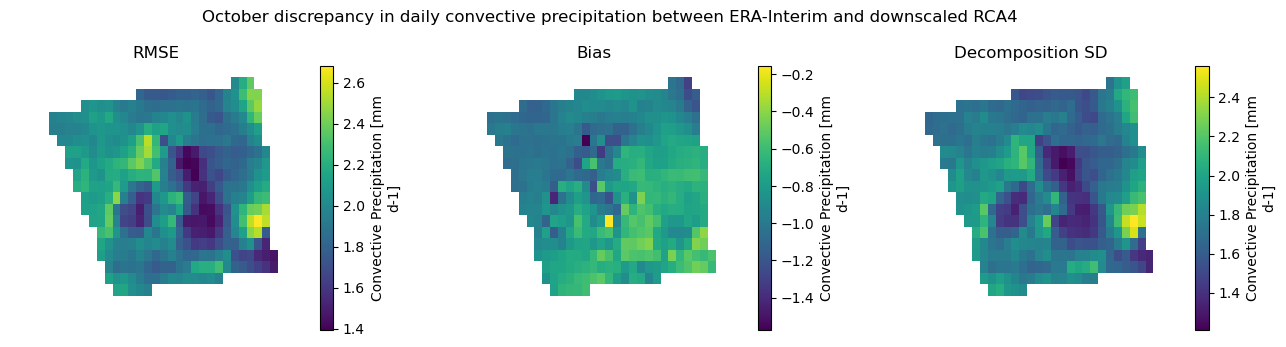 October discrepancy in daily convective precipitation between ERA-Interim and downscaled RCA4
RMSE
2.6
2.4
2.2
2.0
1.8
1.6
1.4
Convective Precipitation [mm
d-1]
Bias
−0.2
−0.4
−0.6
−0.8
−1.0
−1.2
−1.4
Convective Precipitation [mm
d-1]
Decomposition SD
2.4
2.2
2.0
1.8
1.6
1.4
Convective Precipitation [mm
d-1]